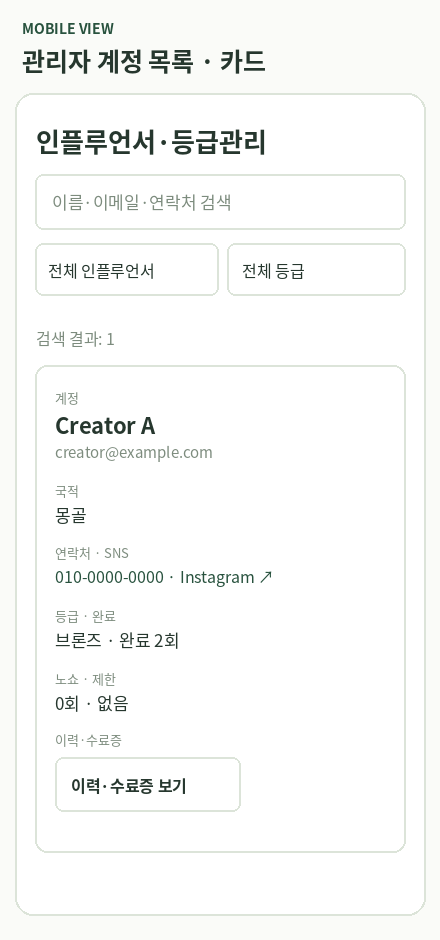 MOBILE VIEW
관리자 계정 목록 · 카드
인플루언서·등급관리
이름·이메일·연락처 검색
전체 인플루언서
전체 등급
검색 결과: 1
계정
Creator A
creator@example.com
국적
몽골
연락처 · SNS
010-0000-0000 · Instagram ↗
등급 · 완료
브론즈 · 완료 2회
노쇼 · 제한
0회 · 없음
이력·수료증
이력·수료증 보기